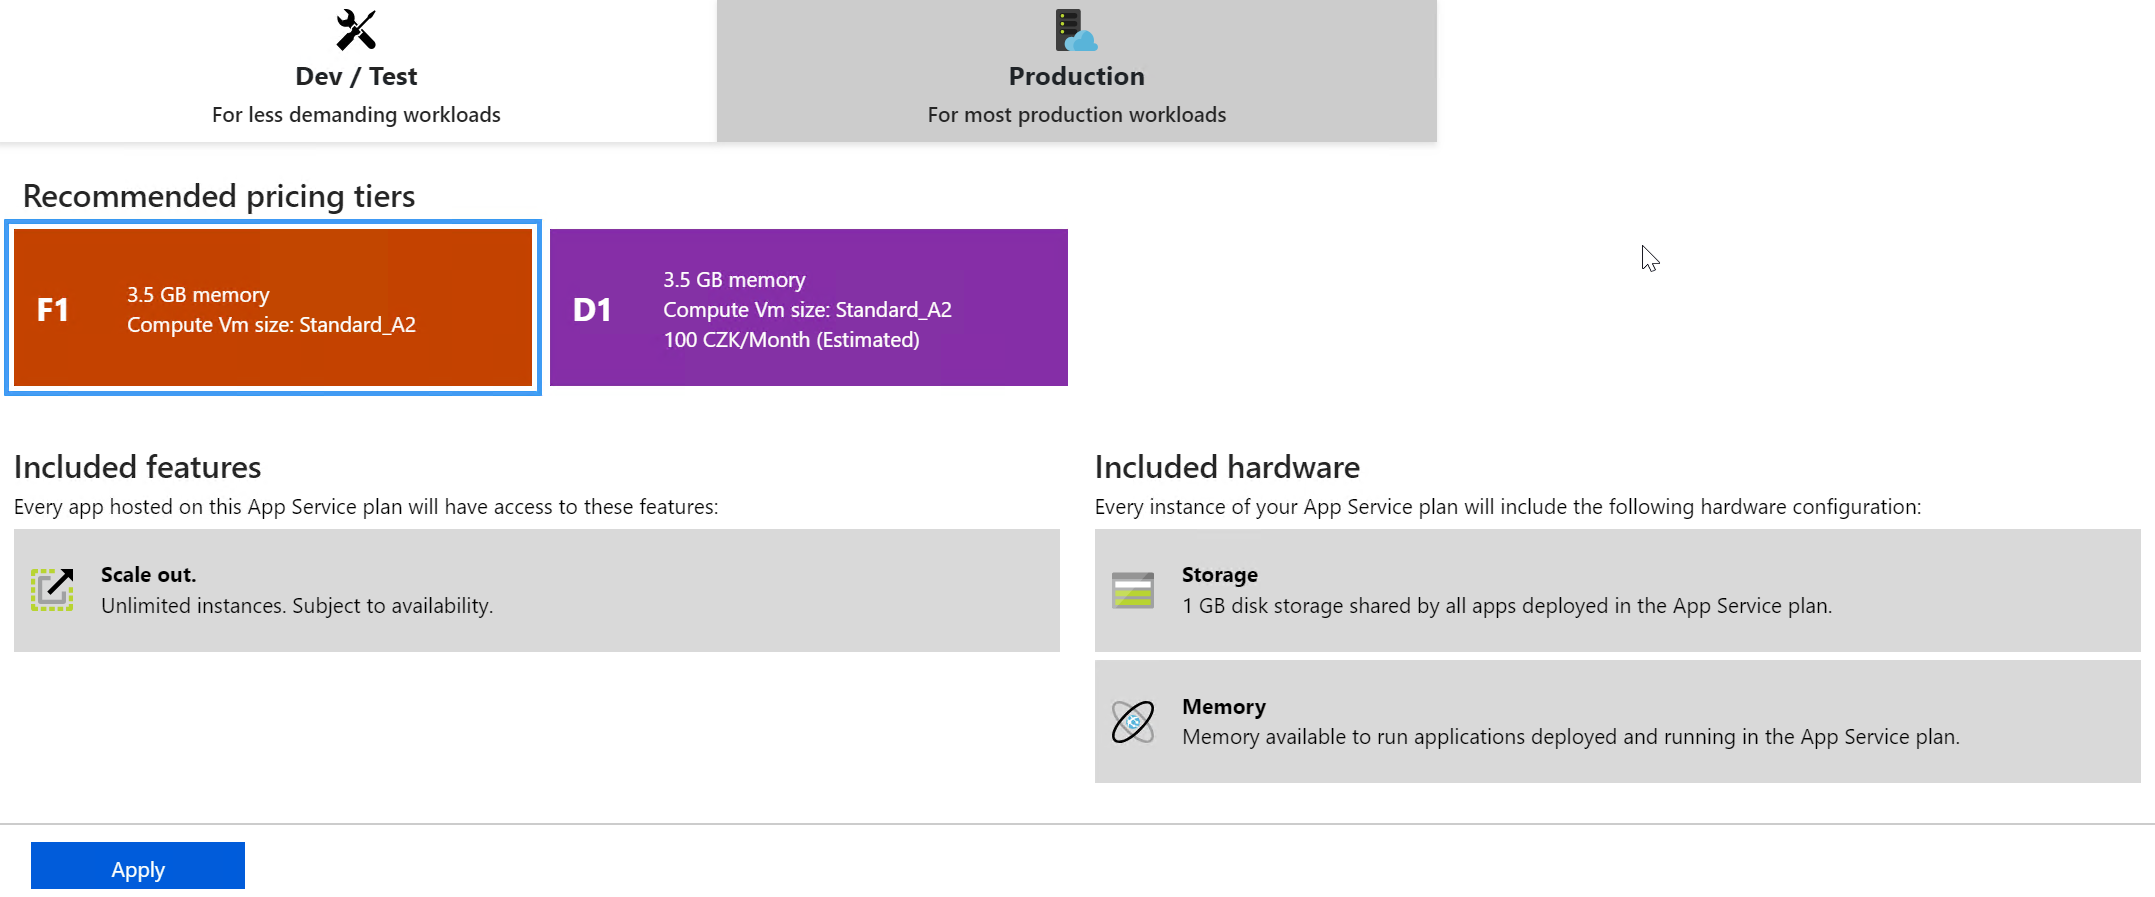 Dev / Test
For less demanding workloads
Production
For most production workloads
Recommended pricing tiers
F1
3.5 GB memory
Compute Vm size: Standard_A2
D1
3.5 GB memory
Compute Vm size: Standard_A2
100 CZK/Month (Estimated)
Included features
Every app hosted on this App Service plan will have access to these features:
Scale out.
Unlimited instances. Subject to availability.
Included hardware
Every instance of your App Service plan will include the following hardware configuration:
Storage
1 GB disk storage shared by all apps deployed in the App Service plan.
Memory
Memory available to run applications deployed and running in the App Service plan.
Apply